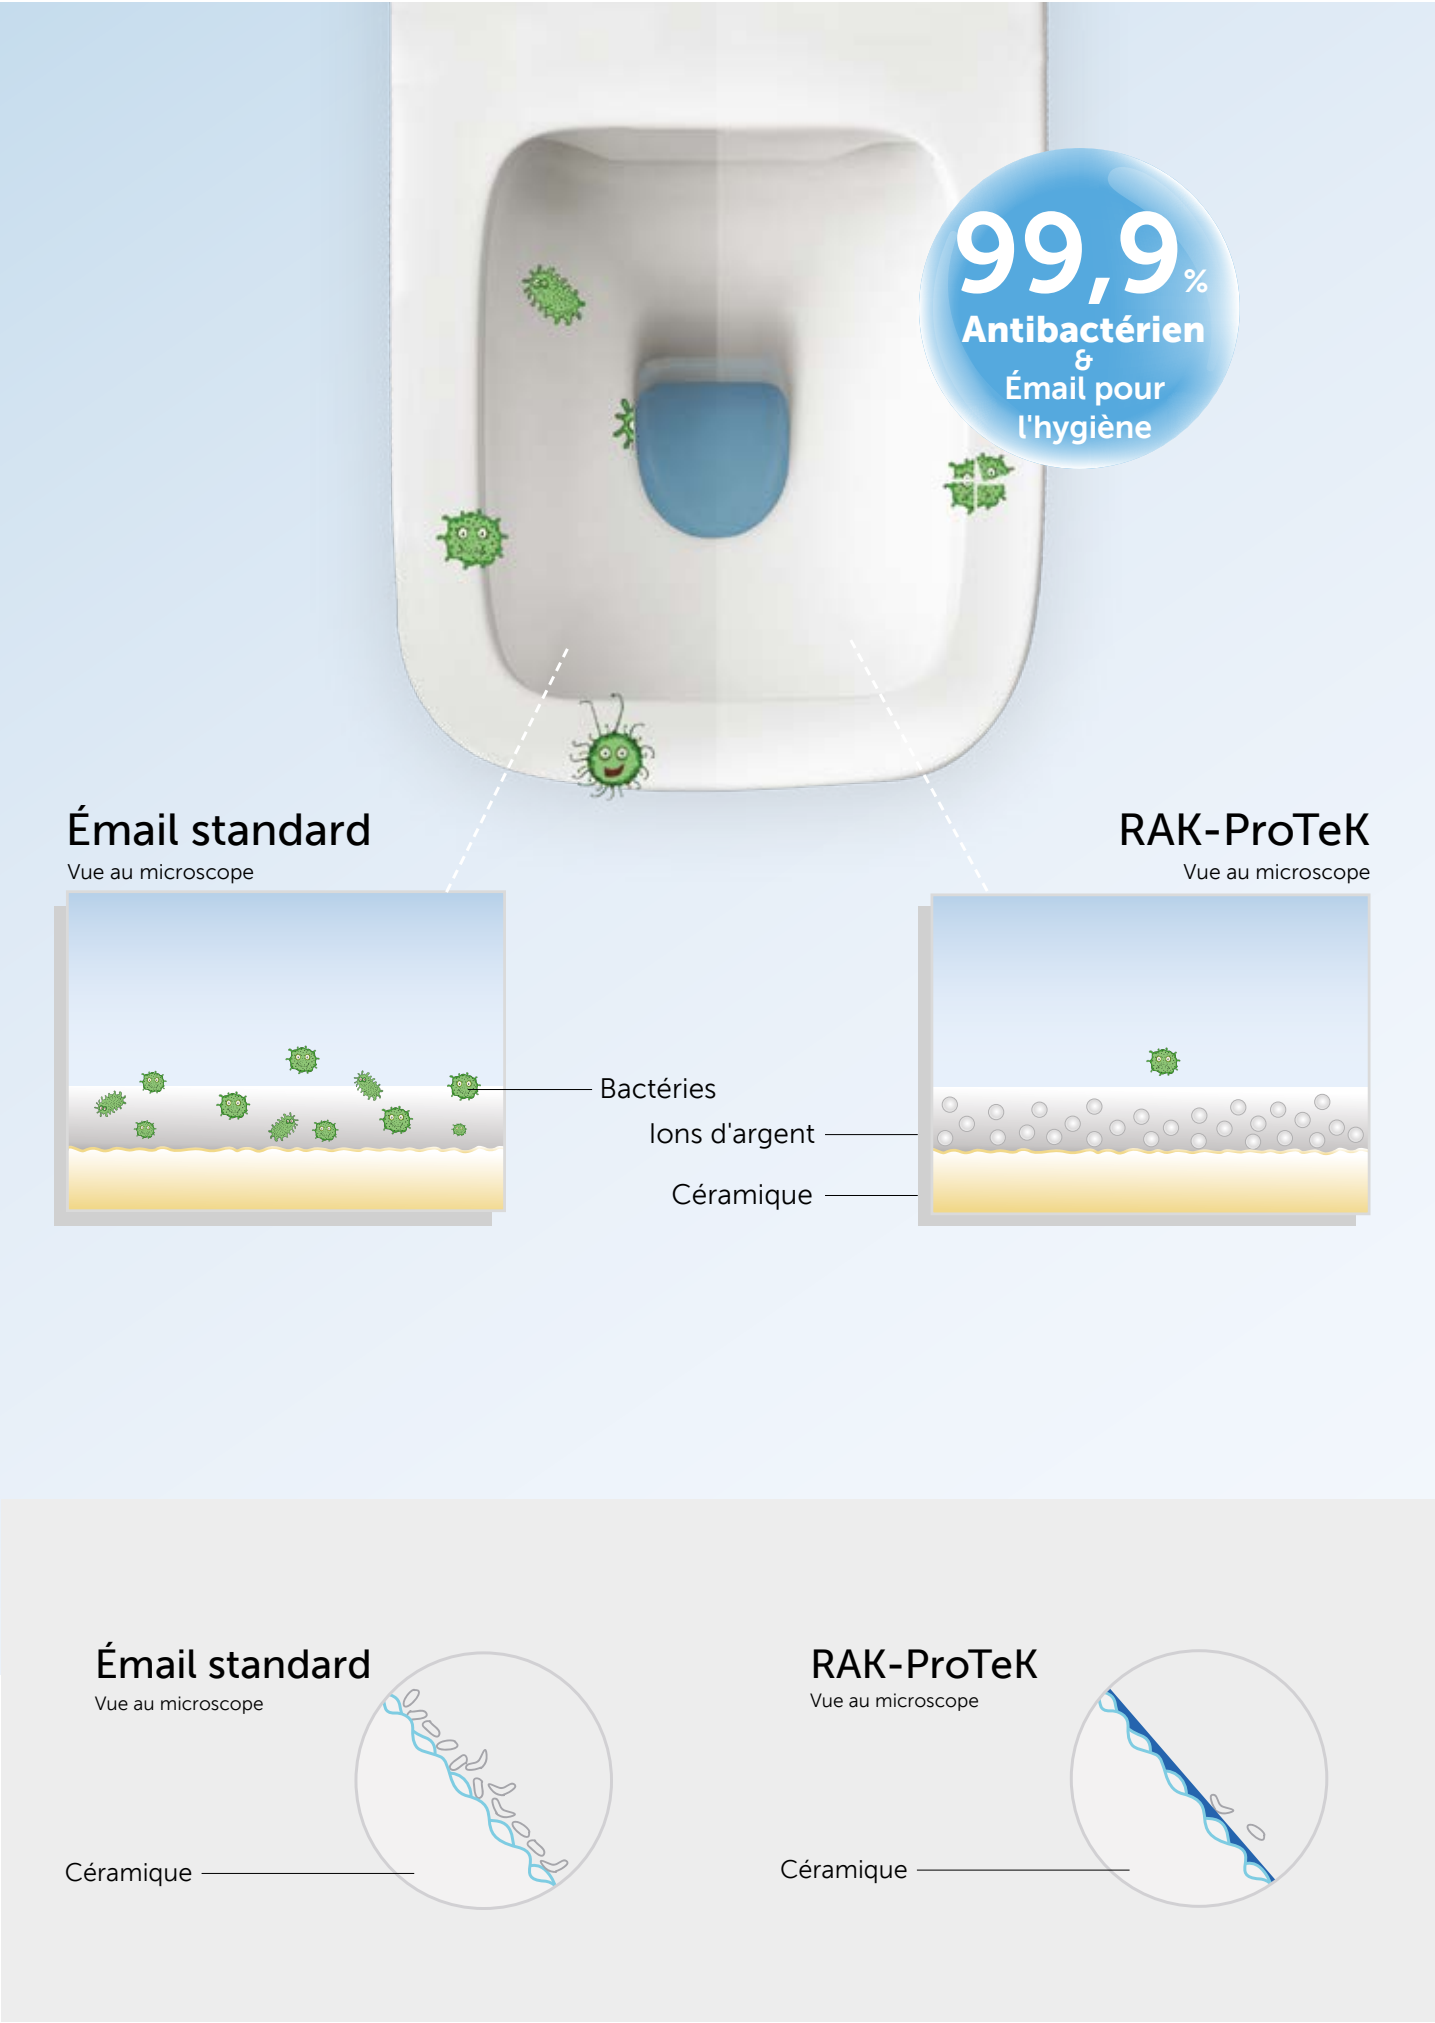 99,9%
Antibactérien
&
Émail pour
l'hygiène
Émail standard
Vue au microscope
RAK-ProTeK
Vue au microscope
Bactéries
Ions d'argent
Céramique
Émail standard
Vue au microscope
Céramique
RAK-ProTeK
Vue au microscope
Céramique